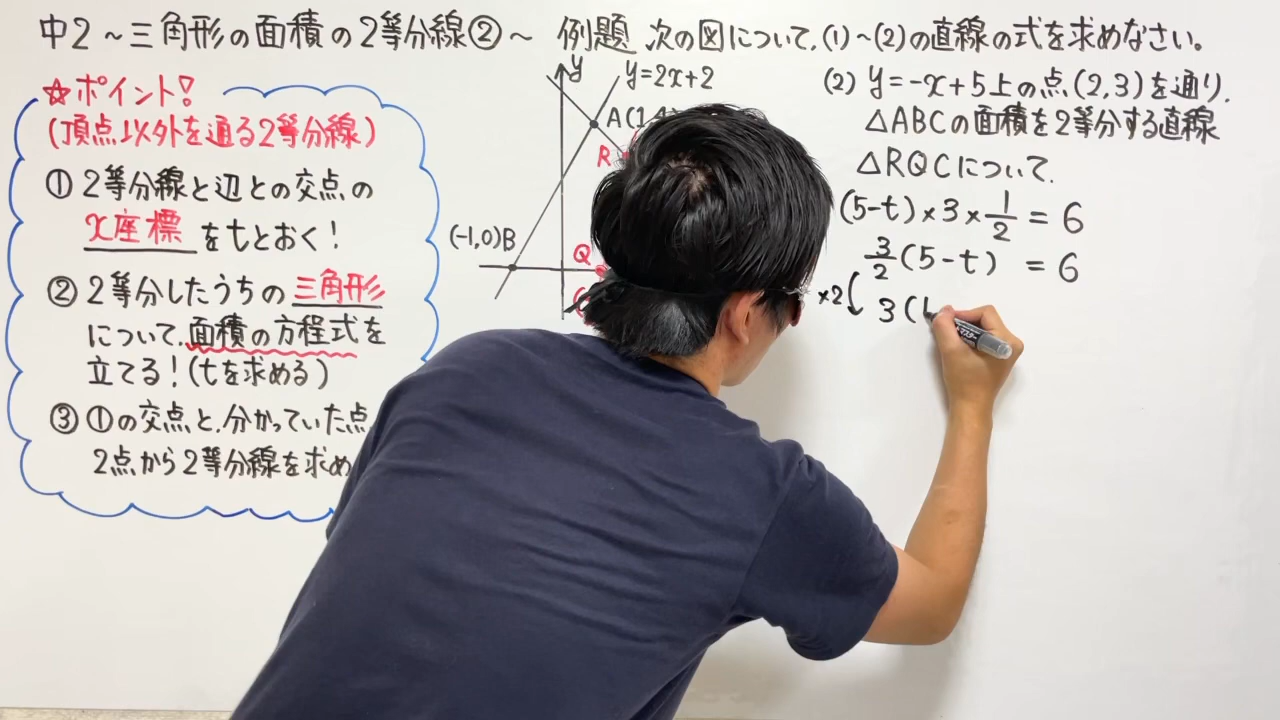 中2～三角形の面積の2等分線②～
例題 次の図について、(1)～(2)の直線の式を求めなさい。
☆ポイント!
(頂点以外を通る2等分線)
① 2等分線と辺との交点の
x座標をtとおく!
② 2等分したうちの三角形
について、面積の方程式を
立てる!(tを求める)
③ ①の交点と、分かっていた点
2点から2等分線を求め
y
y=2x+2
A(1,4)
R
(-1,0)B
Q
(2) y=-x+5上の点(2,3)を通り、
△ABCの面積を2等分する直線
△RQCについて、
(5-t)×3×1/2=6
3/2(5-t)=6
×2
3(